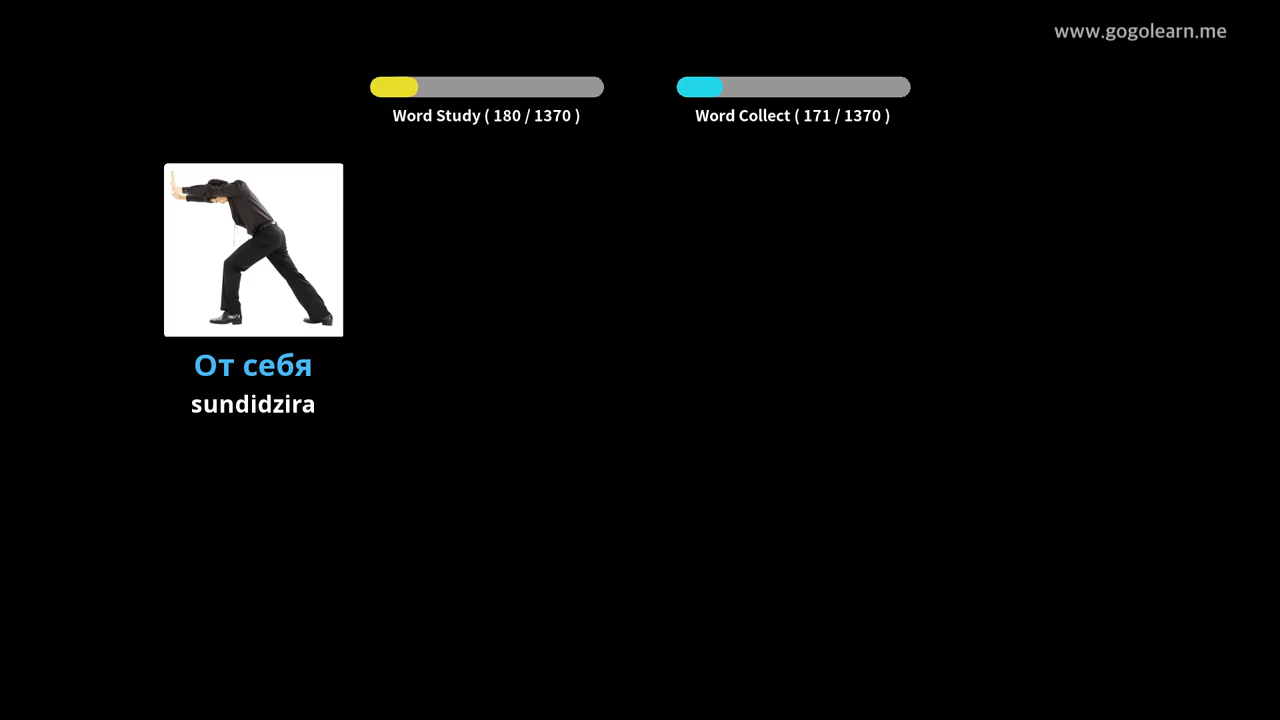 www.gogolearn.me
Word Study ( 180 / 1370 )
Word Collect ( 171 / 1370 )
От себя
sundidzira